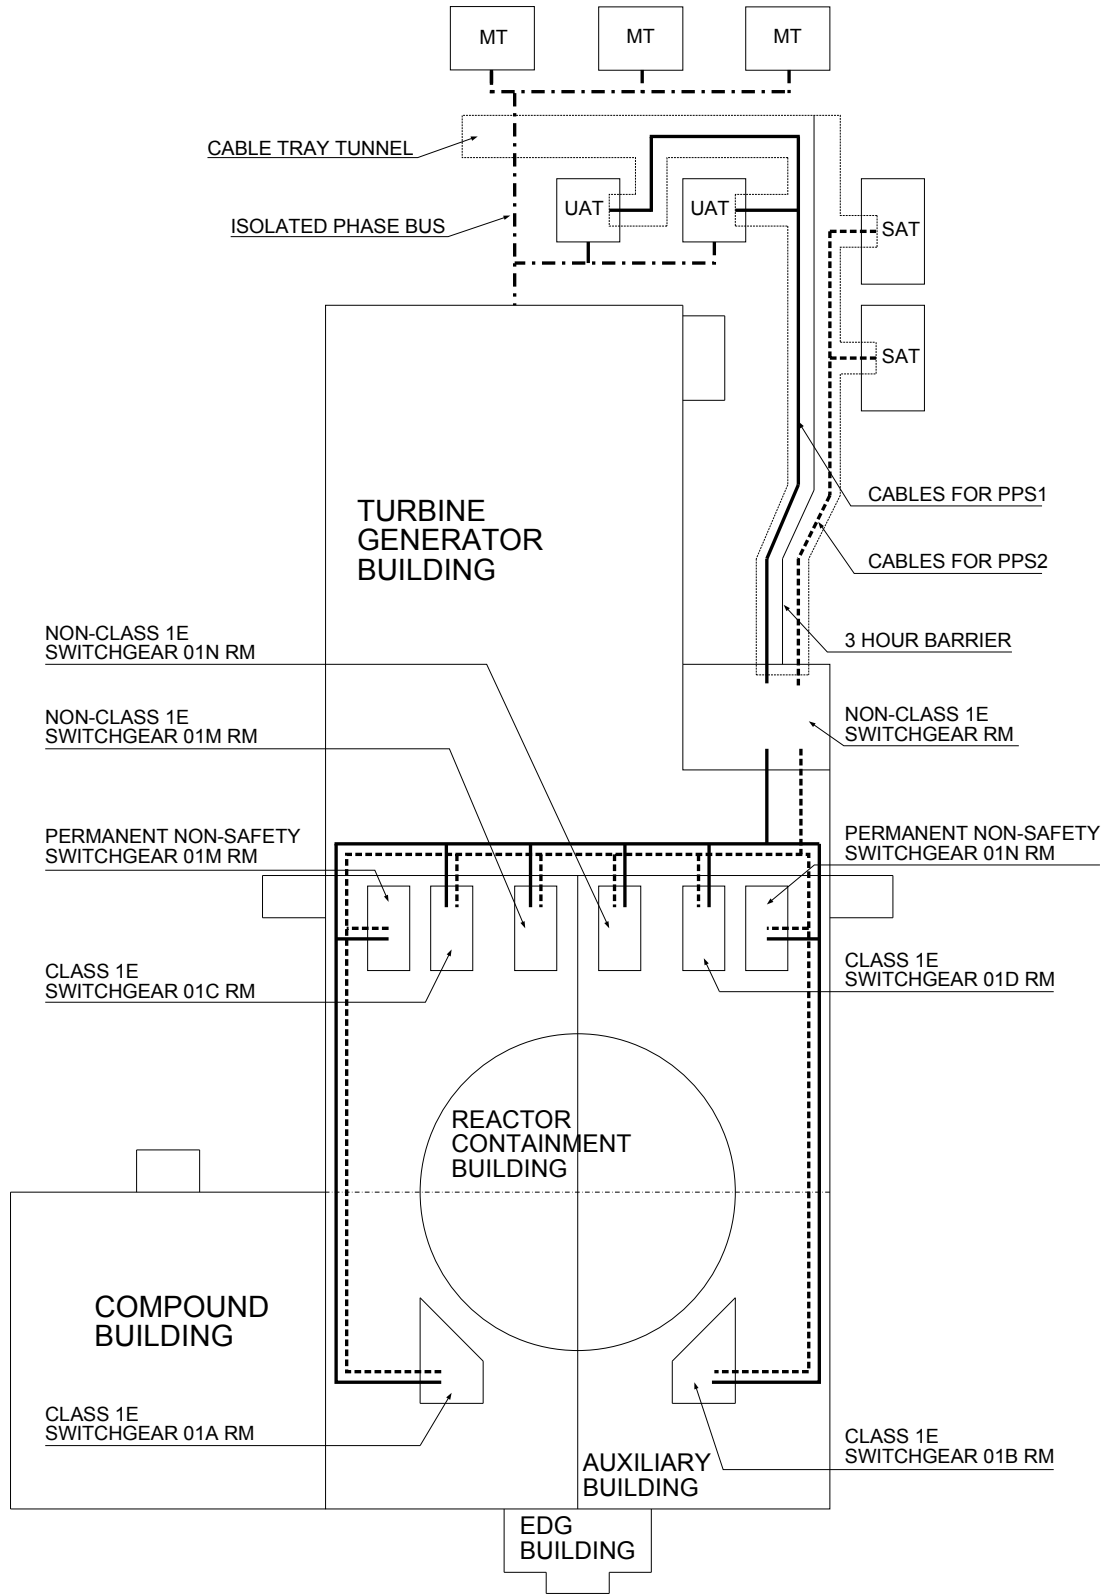 MT
MT
MT
CABLE TRAY TUNNEL
UAT
UAT
SAT
ISOLATED PHASE BUS
SAT
TURBINE
GENERATOR
BUILDING
CABLES FOR PPS1
CABLES FOR PPS2
3 HOUR BARRIER
NON-CLASS 1E
SWITCHGEAR 01N RM
NON-CLASS 1E
SWITCHGEAR 01M RM
NON-CLASS 1E
SWITCHGEAR RM
PERMANENT NON-SAFETY
SWITCHGEAR 01M RM
PERMANENT NON-SAFETY
SWITCHGEAR 01N RM
CLASS 1E
SWITCHGEAR 01C RM
CLASS 1E
SWITCHGEAR 01D RM
REACTOR
CONTAINMENT
BUILDING
COMPOUND
BUILDING
CLASS 1E
SWITCHGEAR 01A RM
CLASS 1E
SWITCHGEAR 01B RM
AUXILIARY
BUILDING
EDG
BUILDING